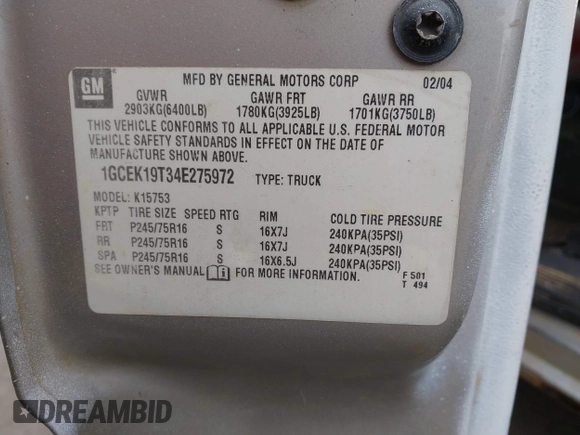 GM
MFD BY GENERAL MOTORS CORP 02/04
GVWR GAWR FRT GAWR RR
2903KG(6400LB) 1780KG(3925LB) 1701KG(3750LB)
THIS VEHICLE CONFORMS TO ALL APPLICABLE U.S. FEDERAL MOTOR
VEHICLE SAFETY STANDARDS IN EFFECT ON THE DATE OF
MANUFACTURE SHOWN ABOVE.
1GCEK19T34E275972 TYPE: TRUCK
MODEL: K15753
KPTP TIRE SIZE SPEED RTG RIM COLD TIRE PRESSURE
FRT P245/75R16 S 16X7J 240KPA(35PSI)
RR P245/75R16 S 16X7J 240KPA(35PSI)
SPA P245/75R16 S 16X6.5J 240KPA(35PSI)
SEE OWNER'S MANUAL FOR MORE INFORMATION.
F 501
T 494
DREAMBID